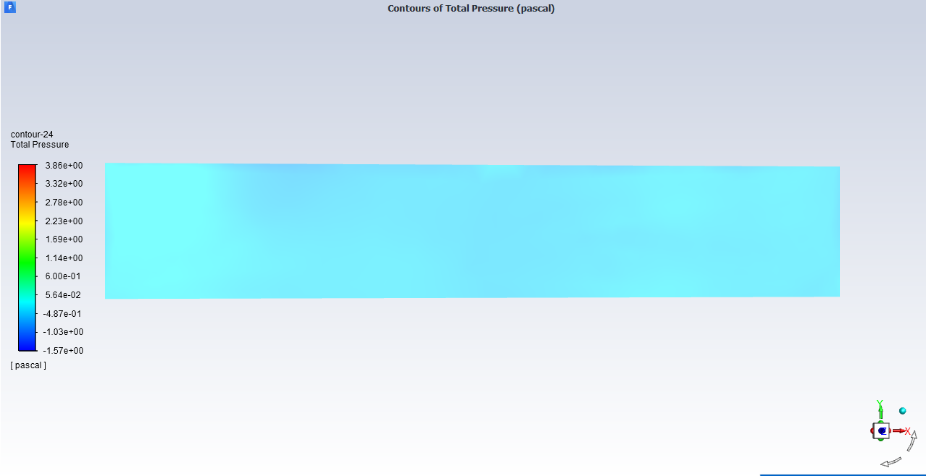 Contours of Total Pressure (pascal)
contour-24
Total Pressure
3.86e+00
3.32e+00
2.78e+00
2.23e+00
1.69e+00
1.14e+00
6.00e-01
5.64e-02
-4.87e-01
-1.03e+00
-1.57e+00
[ pascal ]
Y
X
Z